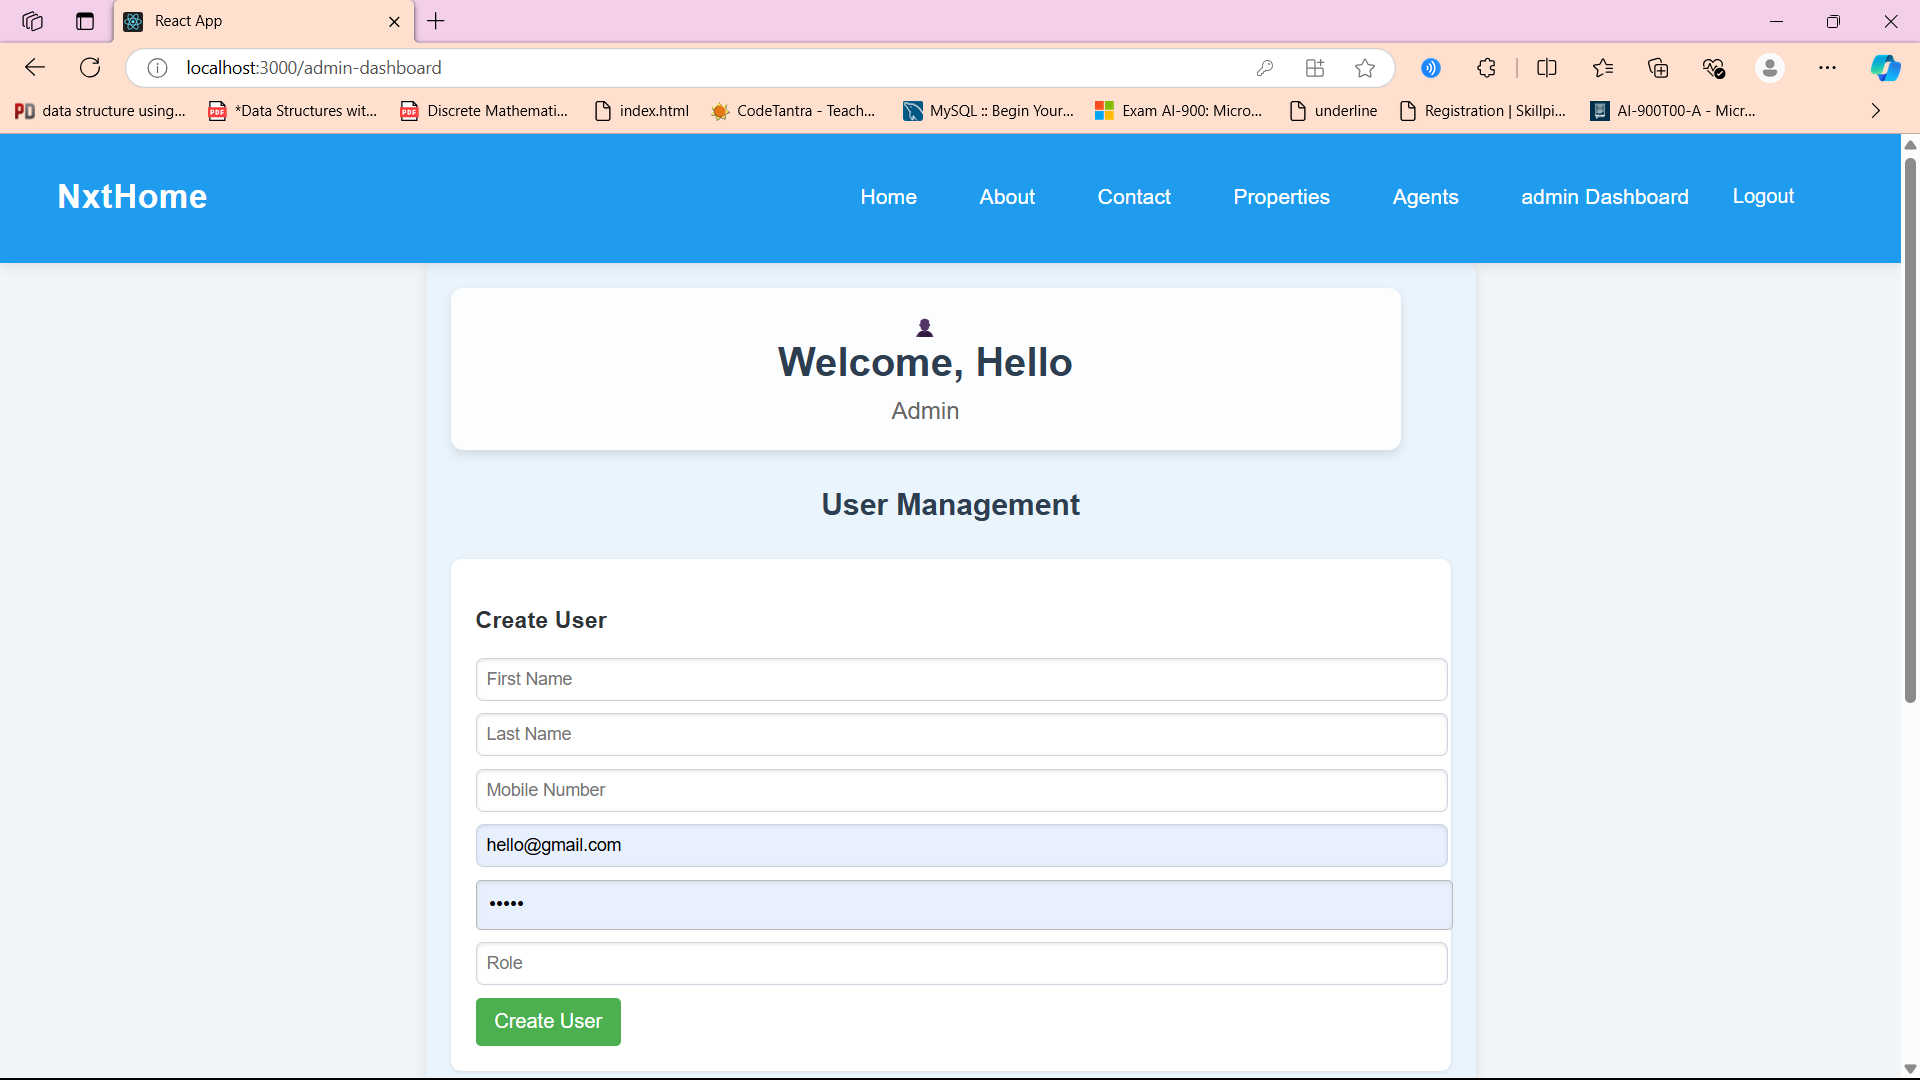 React App
localhost:3000/admin-dashboard
data structure using...
*Data Structures wit...
Discrete Mathemati...
index.html
CodeTantra - Teach...
MySQL :: Begin Your...
Exam AI-900: Micro...
underline
Registration | Skillpi...
AI-900T00-A - Micr...
NxtHome
Home
About
Contact
Properties
Agents
admin Dashboard
Logout
Welcome, Hello
Admin
User Management
Create User
First Name
Last Name
Mobile Number
hello@gmail.com
•••••
Role
Create User